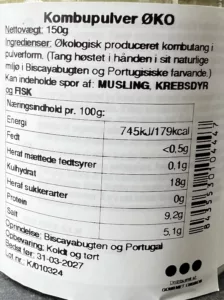 Kombupulver ØKO
Nettovægt: 150g
Ingredienser: Økologisk produceret kombutang i
pulverform. (Tang høstet i hånden i sit naturlige
miljø i Biscayabugten og Portugisiske farvande.)
Kan indeholde spor af: MUSLING, KREBSDYR
og FISK
Næringsindhold pr. 100g:
Energi 745kJ/179kcal
Fedt <0.5g
Heraf mættede fedtsyrer 0.1g
Kulhydrat 18g
Heraf sukkerarter 0g
Protein 9,2g
Salt 5,1g
Oprindelse: Biscayabugten og Portugal
Opbevaring: Koldt og tørt
Bedst før: 31-03-2027
Lot nr.: K/010324